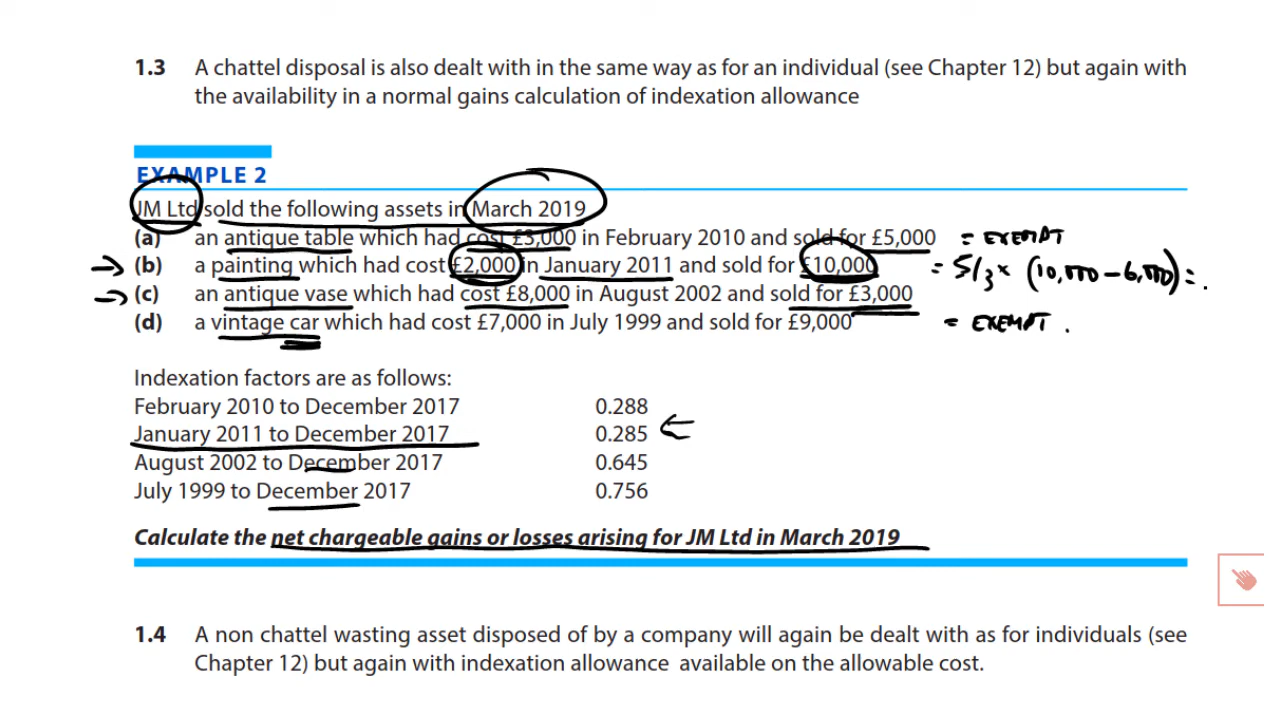 1.3 A chattel disposal is also dealt with in the same way as for an individual (see Chapter 12) but again with
the availability in a normal gains calculation of indexation allowance
EXAMPLE 2
JM Ltd sold the following assets in March 2019
(a) an antique table which had cost £3,000 in February 2010 and sold for £5,000 = EXEMPT
(b) a painting which had cost £2,000 in January 2011 and sold for £10,000 = 5/3 × (10,000 – 6,000) = .
(c) an antique vase which had cost £8,000 in August 2002 and sold for £3,000
(d) a vintage car which had cost £7,000 in July 1999 and sold for £9,000 = EXEMPT .
Indexation factors are as follows:
February 2010 to December 2017 0.288
January 2011 to December 2017 0.285
August 2002 to December 2017 0.645
July 1999 to December 2017 0.756
Calculate the net chargeable gains or losses arising for JM Ltd in March 2019
1.4 A non chattel wasting asset disposed of by a company will again be dealt with as for individuals (see
Chapter 12) but again with indexation allowance available on the allowable cost.